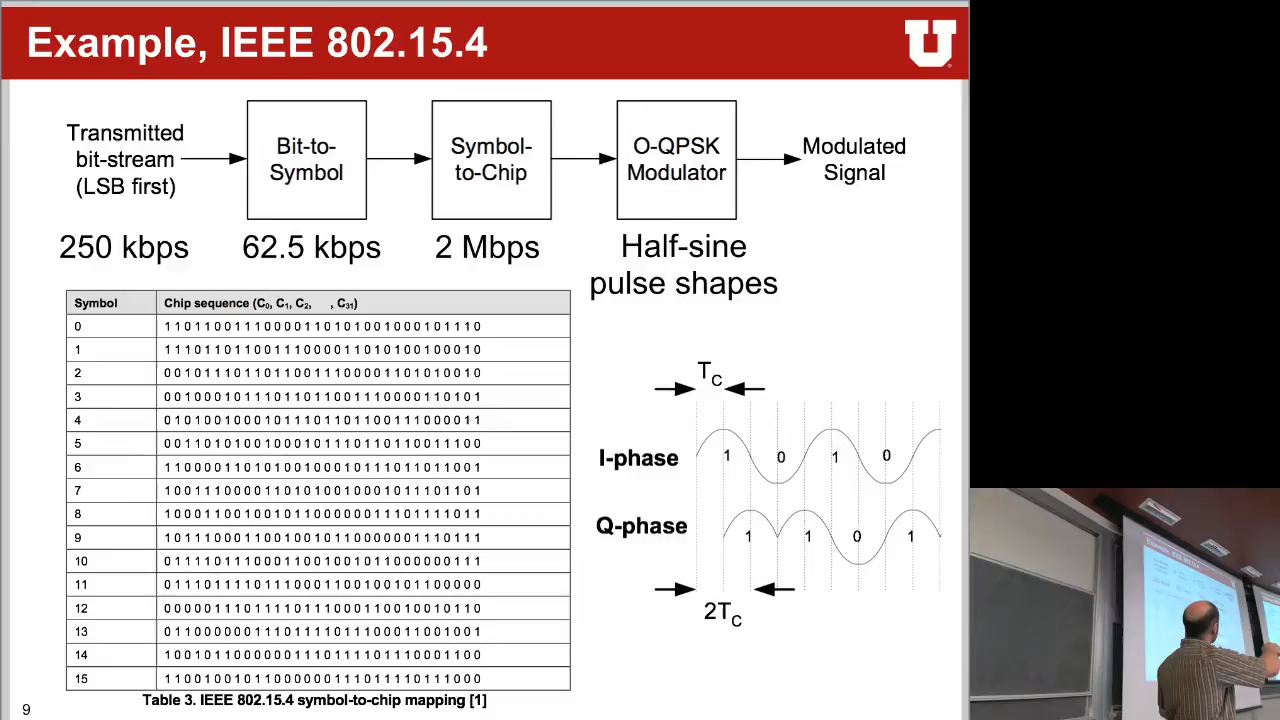 Example, IEEE 802.15.4
U
Transmitted
bit-stream
(LSB first)
Bit-to-
Symbol
Symbol-
to-Chip
O-QPSK
Modulator
Modulated
Signal
250 kbps
62.5 kbps
2 Mbps
Half-sine
pulse shapes
Symbol Chip sequence (C0, C1, C2, , C31)
0 1 1 0 1 1 0 0 1 1 1 0 0 0 0 1 1 0 1 0 1 0 0 1 0 0 0 1 0 1 1 1 0
1 1 1 1 0 1 1 0 1 1 0 0 1 1 1 0 0 0 0 1 1 0 1 0 1 0 0 1 0 0 0 1 0
2 0 0 1 0 1 1 1 0 1 1 0 1 1 0 0 1 1 1 0 0 0 0 1 1 0 1 0 1 0 0 1 0
3 0 0 1 0 0 0 1 0 1 1 1 0 1 1 0 1 1 0 0 1 1 1 0 0 0 0 1 1 0 1 0 1
4 0 1 0 1 0 0 1 0 0 0 1 0 1 1 1 0 1 1 0 1 1 0 0 1 1 1 0 0 0 0 1 1
5 0 0 1 1 0 1 0 1 0 0 1 0 0 0 1 0 1 1 1 0 1 1 0 1 1 0 0 1 1 1 0 0
6 1 1 0 0 0 0 1 1 0 1 0 1 0 0 1 0 0 0 1 0 1 1 1 0 1 1 0 1 1 0 0 1
7 1 0 0 1 1 1 0 0 0 0 1 1 0 1 0 1 0 0 1 0 0 0 1 0 1 1 1 0 1 1 0 1
8 1 0 0 0 1 1 0 0 1 0 0 1 0 1 1 0 0 0 0 0 0 1 1 1 0 1 1 1 1 0 1 1
9 1 0 1 1 1 0 0 0 1 1 0 0 1 0 0 1 0 1 1 0 0 0 0 0 0 1 1 1 0 1 1 1
10 0 1 1 1 1 0 1 1 1 0 0 0 1 1 0 0 1 0 0 1 0 1 1 0 0 0 0 0 0 1 1 1
11 0 1 1 1 0 1 1 1 1 0 1 1 1 0 0 0 1 1 0 0 1 0 0 1 0 1 1 0 0 0 0 0
12 0 0 0 0 0 1 1 1 0 1 1 1 1 0 1 1 1 0 0 0 1 1 0 0 1 0 0 1 0 1 1 0
13 0 1 1 0 0 0 0 0 0 1 1 1 0 1 1 1 1 0 1 1 1 0 0 0 1 1 0 0 1 0 0 1
14 1 0 0 1 0 1 1 0 0 0 0 0 0 1 1 1 0 1 1 1 1 0 1 1 1 0 0 0 1 1 0 0
15 1 1 0 0 1 0 0 1 0 1 1 0 0 0 0 0 0 1 1 1 0 1 1 1 1 0 1 1 1 0 0 0
Table 3. IEEE 802.15.4 symbol-to-chip mapping [1]
TC
I-phase 1 0 1 0
Q-phase 1 1 0 1
2TC
9